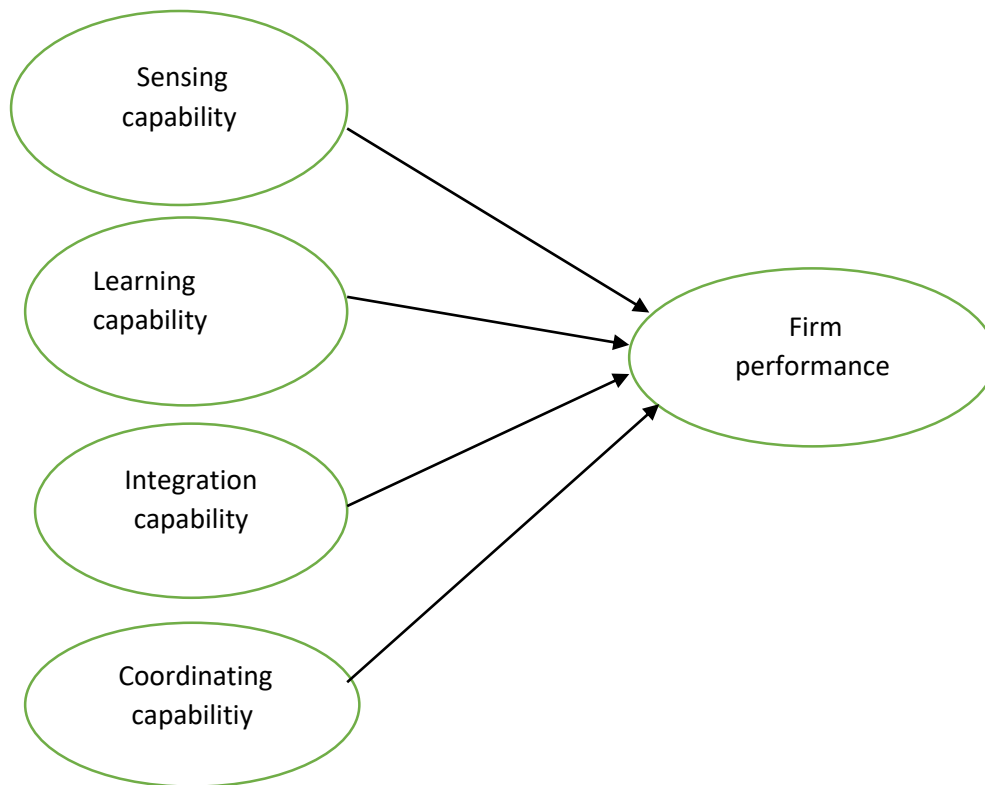 Sensing
capability
Learning
capability
Firm
performance
Integration
capability
Coordinating
capabilitiy